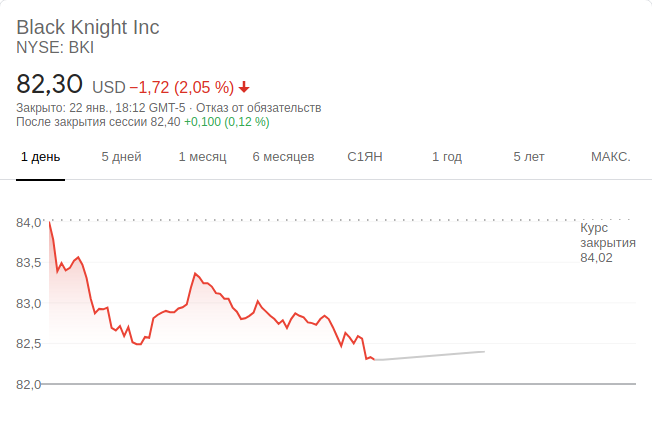 Black Knight Inc
NYSE: BKI
82,30 USD −1,72 (2,05 %)
Закрыто: 22 янв., 18:12 GMT-5 · Отказ от обязательств
После закрытия сессии 82,40 +0,100 (0,12 %)
1 день 5 дней 1 месяц 6 месяцев С1ЯН 1 год 5 лет МАКС.
84,0
Курс
закрытия
84,02
83,5
83,0
82,5
82,0